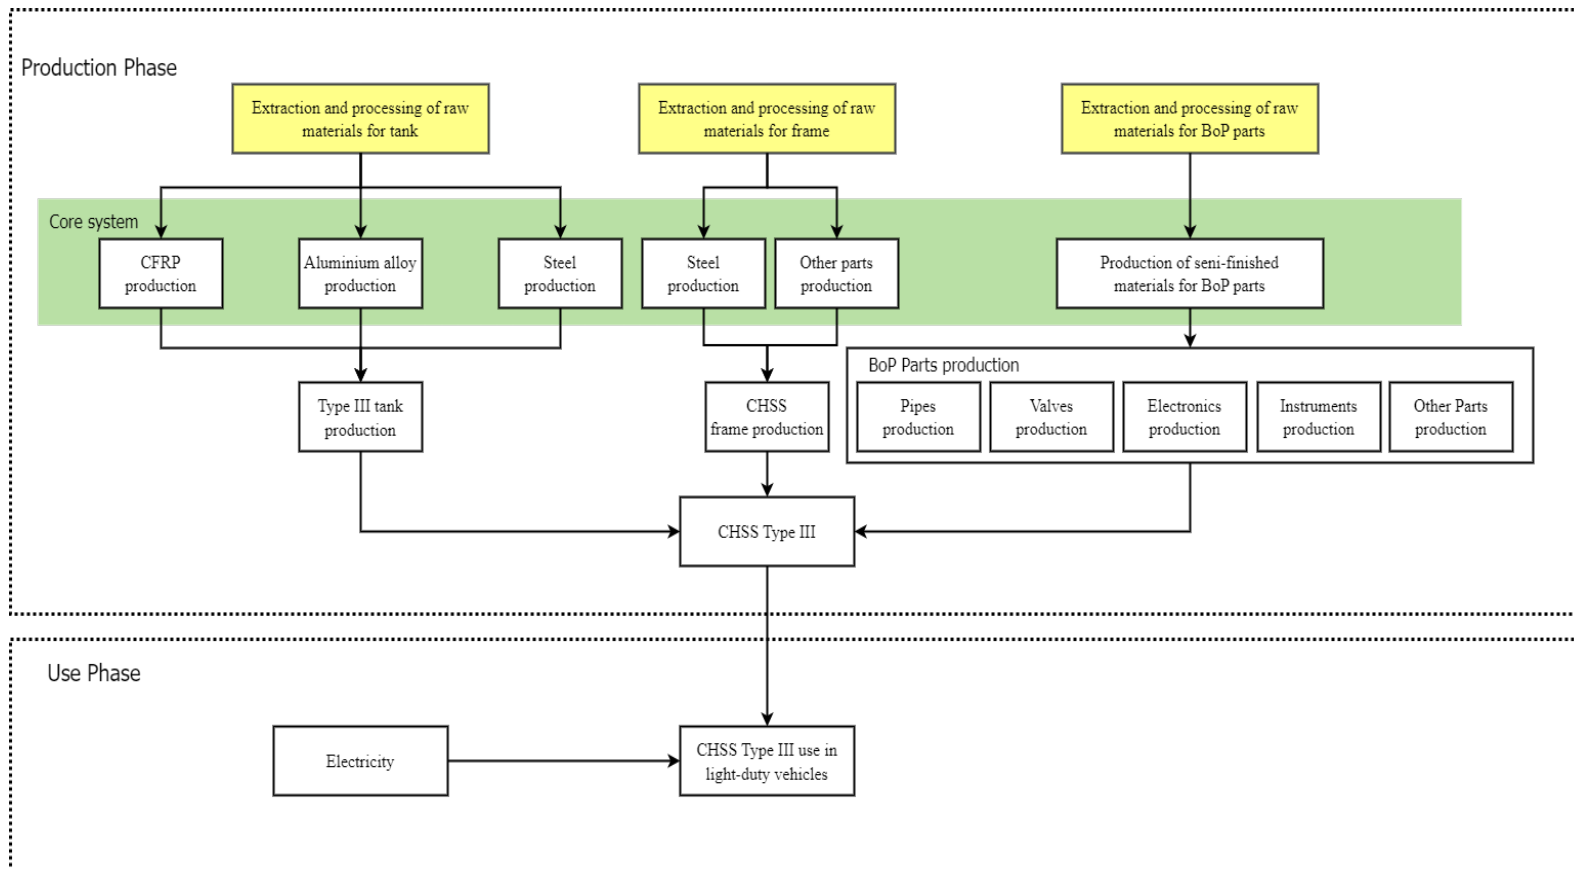 Production Phase
Extraction and processing of raw
materials for tank
Extraction and processing of raw
materials for frame
Extraction and processing of raw
materials for BoP parts
Core system
CFRP
production
Aluminium alloy
production
Steel
production
Steel
production
Other parts
production
Production of seni-finished
materials for BoP parts
BoP Parts production
Type III tank
production
CHSS
frame production
Pipes
production
Valves
production
Electronics
production
Instruments
production
Other Parts
production
CHSS Type III
Use Phase
Electricity
CHSS Type III use in
light-duty vehicles